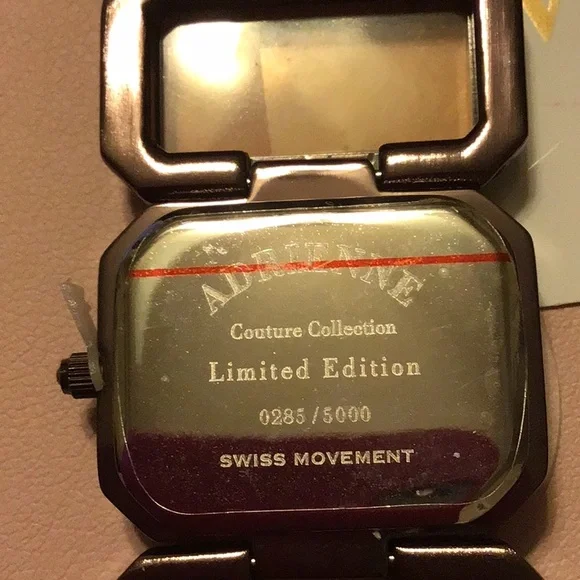 ADRIENNE
Couture Collection
Limited Edition
0285/5000
SWISS MOVEMENT